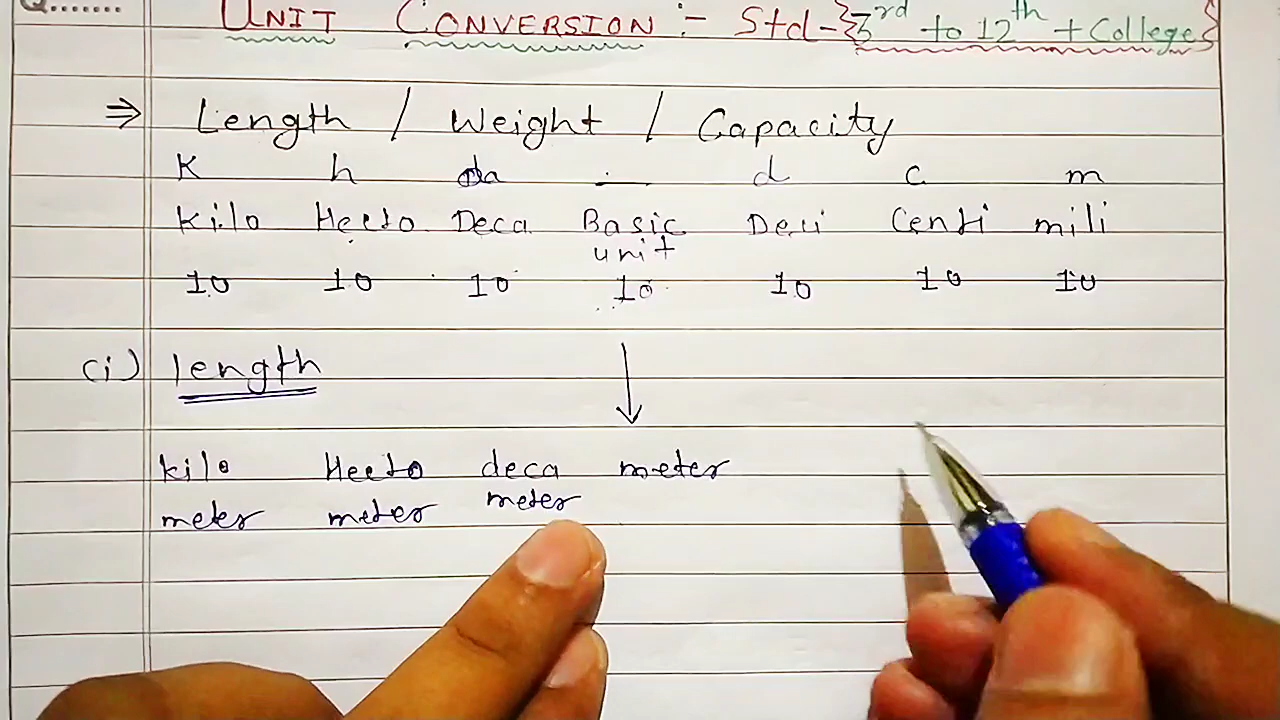 Q.......
UNIT CONVERSION :- Std-{3rd to 12th + College}
⇒ Length / Weight / Capacity
K h da — d c m
Kilo Hecto Deca Basic unit Deci Centi mili
10 10 10 10 10 10 10
(i) length
kilo meter Hecto meter deca meter meter